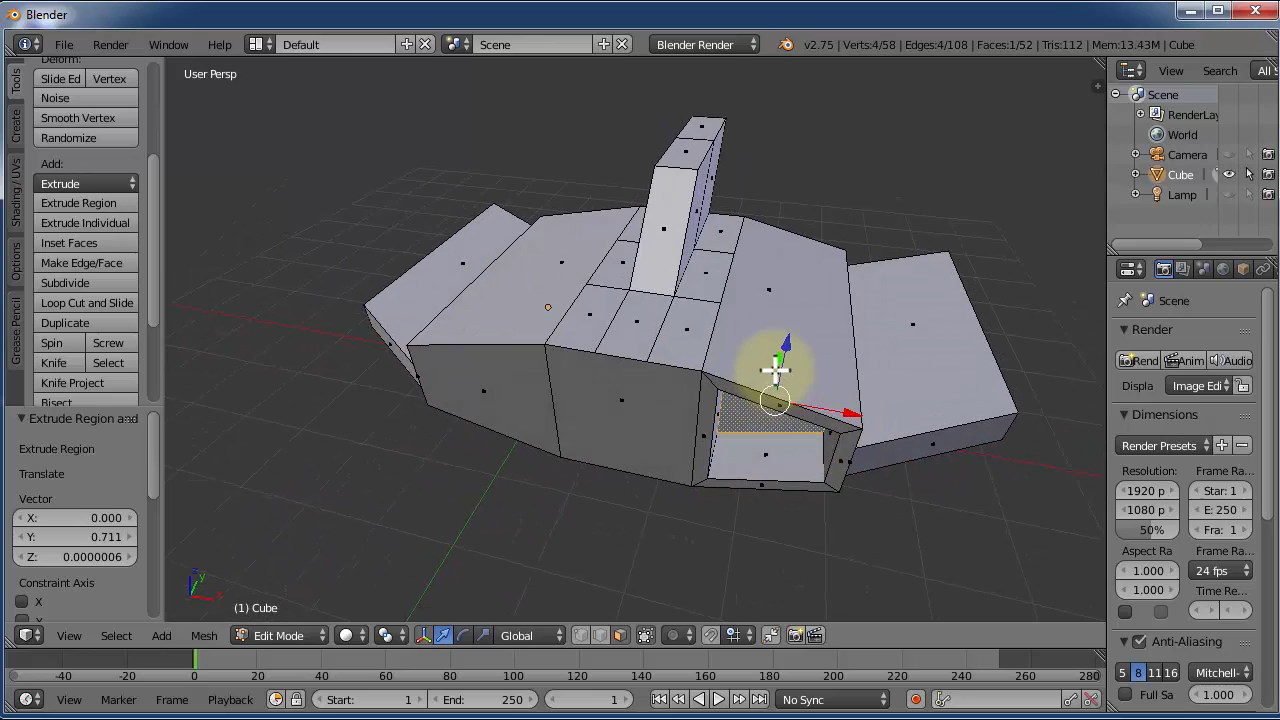 Blender
File Render Window Help Default Scene Blender Render v2.75 | Verts:4/58 | Edges:4/108 | Faces:1/52 | Tris:112 | Mem:13.43M | Cube
Tools
Create
Shading / UVs
Options
Grease Pencil
Deform:
Slide Ed Vertex
Noise
Smooth Vertex
Randomize
Add:
Extrude
Extrude Region
Extrude Individual
Inset Faces
Make Edge/Face
Subdivide
Loop Cut and Slide
Duplicate
Spin Screw
Knife Select
Knife Project
Bisect
Extrude Region and
Extrude Region
Translate
Vector
X: 0.000
Y: 0.711
Z: 0.0000006
Constraint Axis
X
User Persp
z y x
(1) Cube
View Select Add Mesh Edit Mode Global
-40 -20 0 20 40 60 80 100 120 140 160 180 200 220 240 260 280
View Marker Frame Playback Start: 1 End: 250 1 No Sync
View Search All S
Scene
RenderLay
World
Camera
Cube
Lamp
Scene
Render
Rend Anim Audio
Displa Image Edi
Dimensions
Render Presets
Resolution: Frame Ra
1920 p Star: 1
1080 p E: 250
50% Fra: 1
Aspect Ra Frame Ra
1.000 24 fps
1.000 Time Re
Anti-Aliasing
5 8 11 16 Mitchell-
Full Sa 1.000